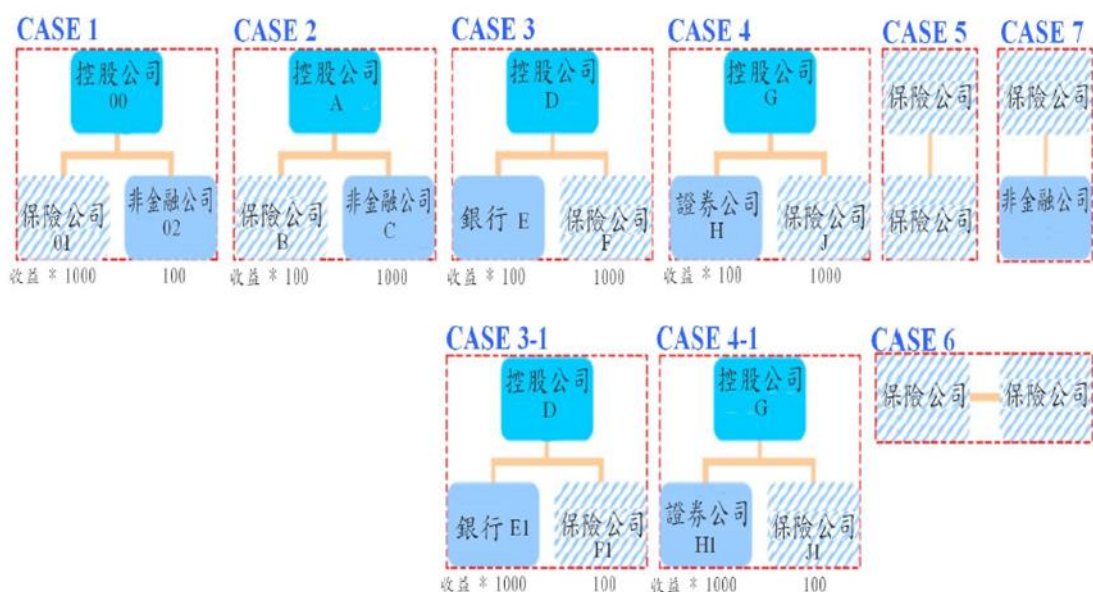 CASE 1
CASE 2
CASE 3
CASE 4
CASE 5
CASE 7
控股公司
00
控股公司
A
控股公司
D
控股公司
G
保險公司
保險公司
保險公司
01
非金融公司
02
保險公司
B
非金融公司
C
銀行 E
保險公司
F
證券公司
H
保險公司
J
保險公司
非金融公司
收益 * 1000
100
收益 * 100
1000
收益 * 100
1000
收益 * 100
1000
CASE 3-1
CASE 4-1
CASE 6
控股公司
D
控股公司
G
保險公司
保險公司
銀行 E1
保險公司
F1
證券公司
H1
保險公司
J1
收益 * 1000
100
收益 * 1000
100